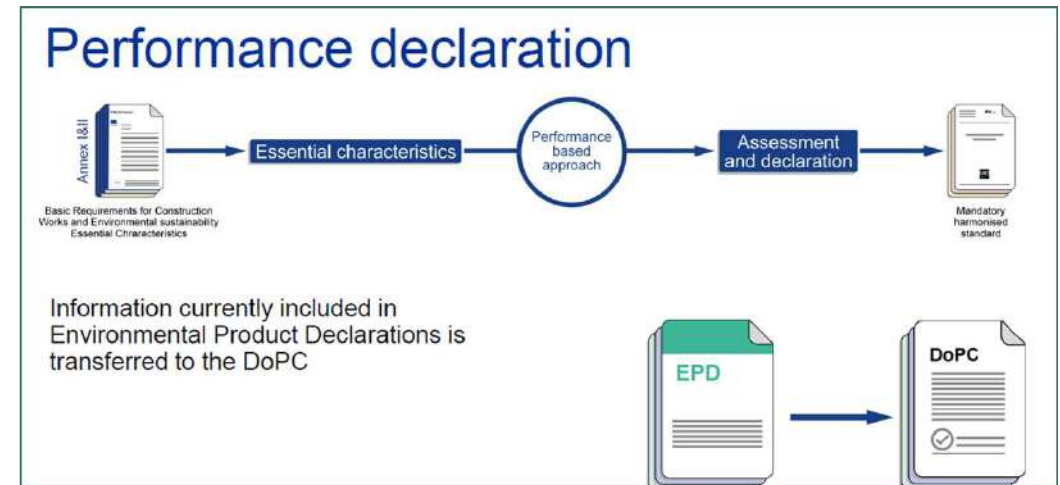 Performance declaration
Annex I&II
Essential characteristics
Performance
based
approach
Assessment
and declaration
Basic Requirements for Construction
Works and Environmental sustainability
Essential Chraracteristics
Mandatory
harmonised
standard
Information currently included in
Environmental Product Declarations is
transferred to the DoPC
EPD
DoPC